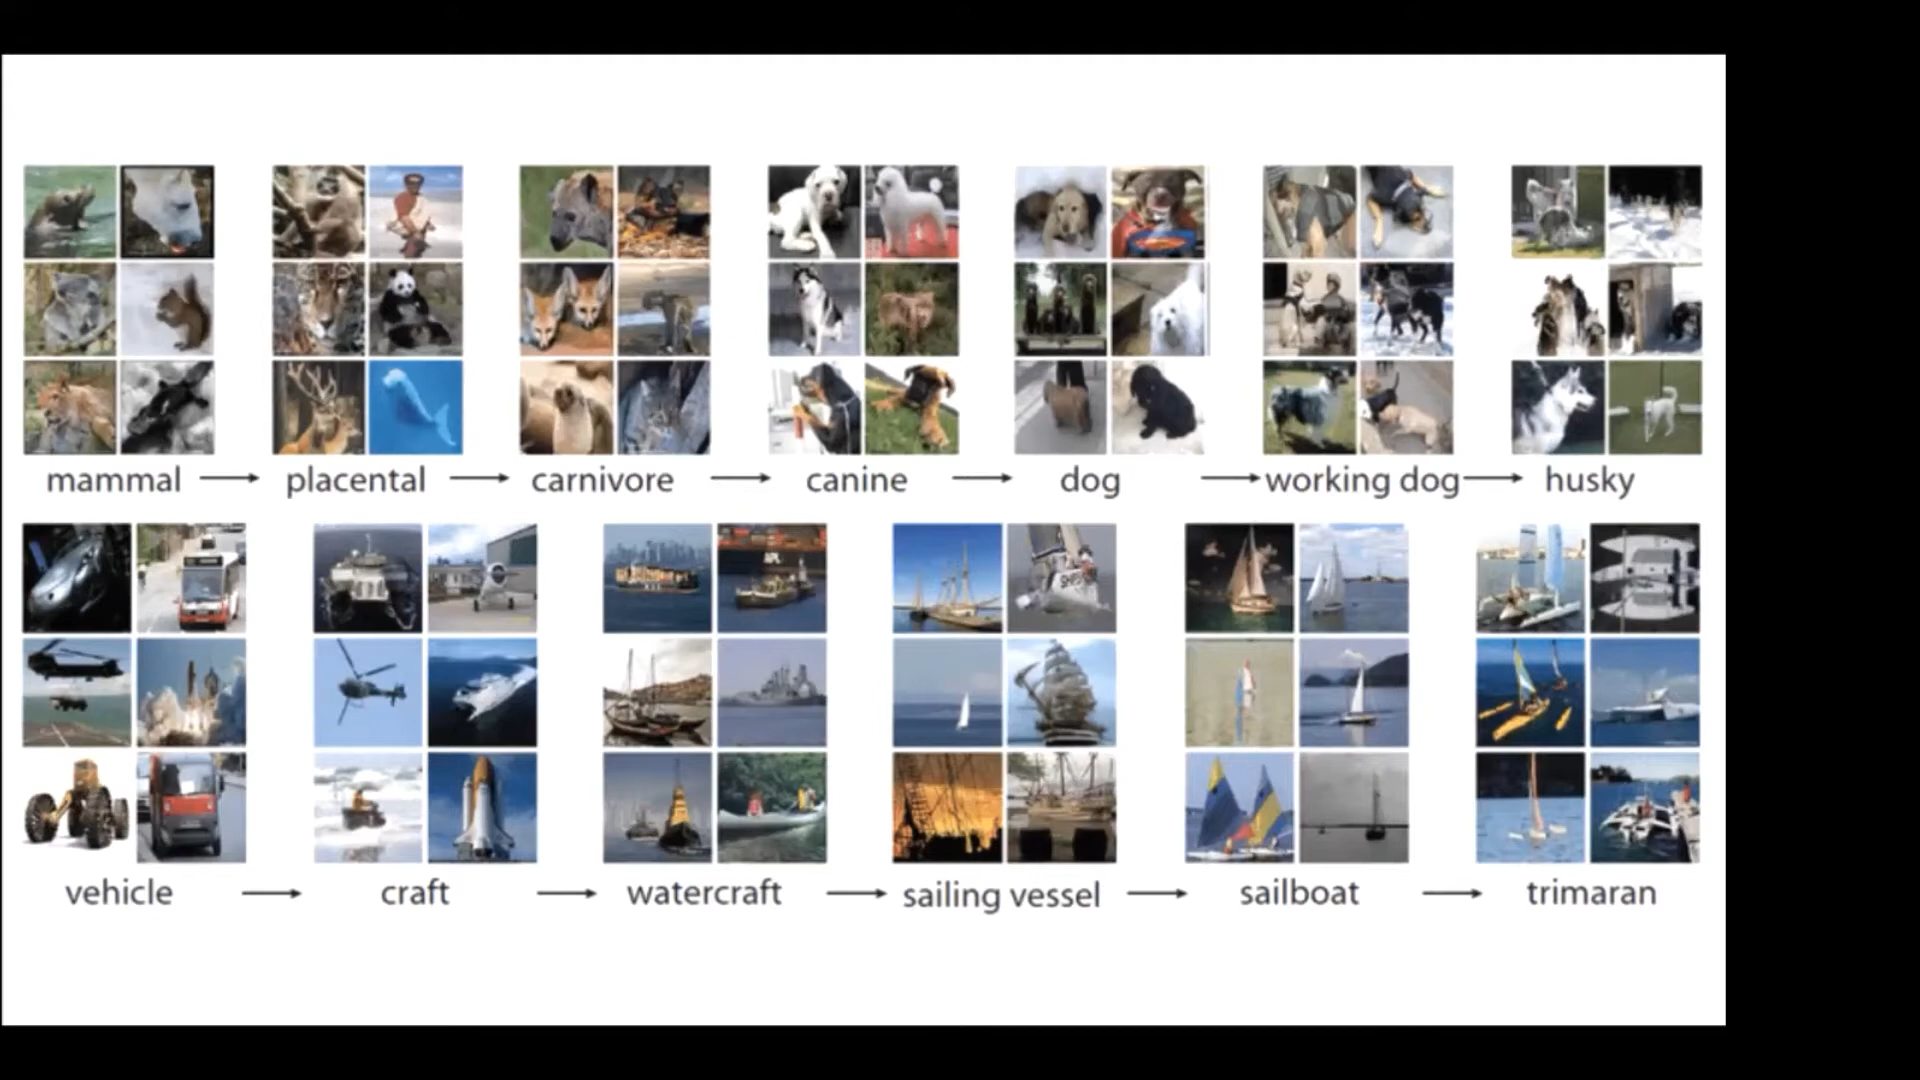 mammal → placental → carnivore → canine → dog → working dog → husky
vehicle → craft → watercraft → sailing vessel → sailboat → trimaran